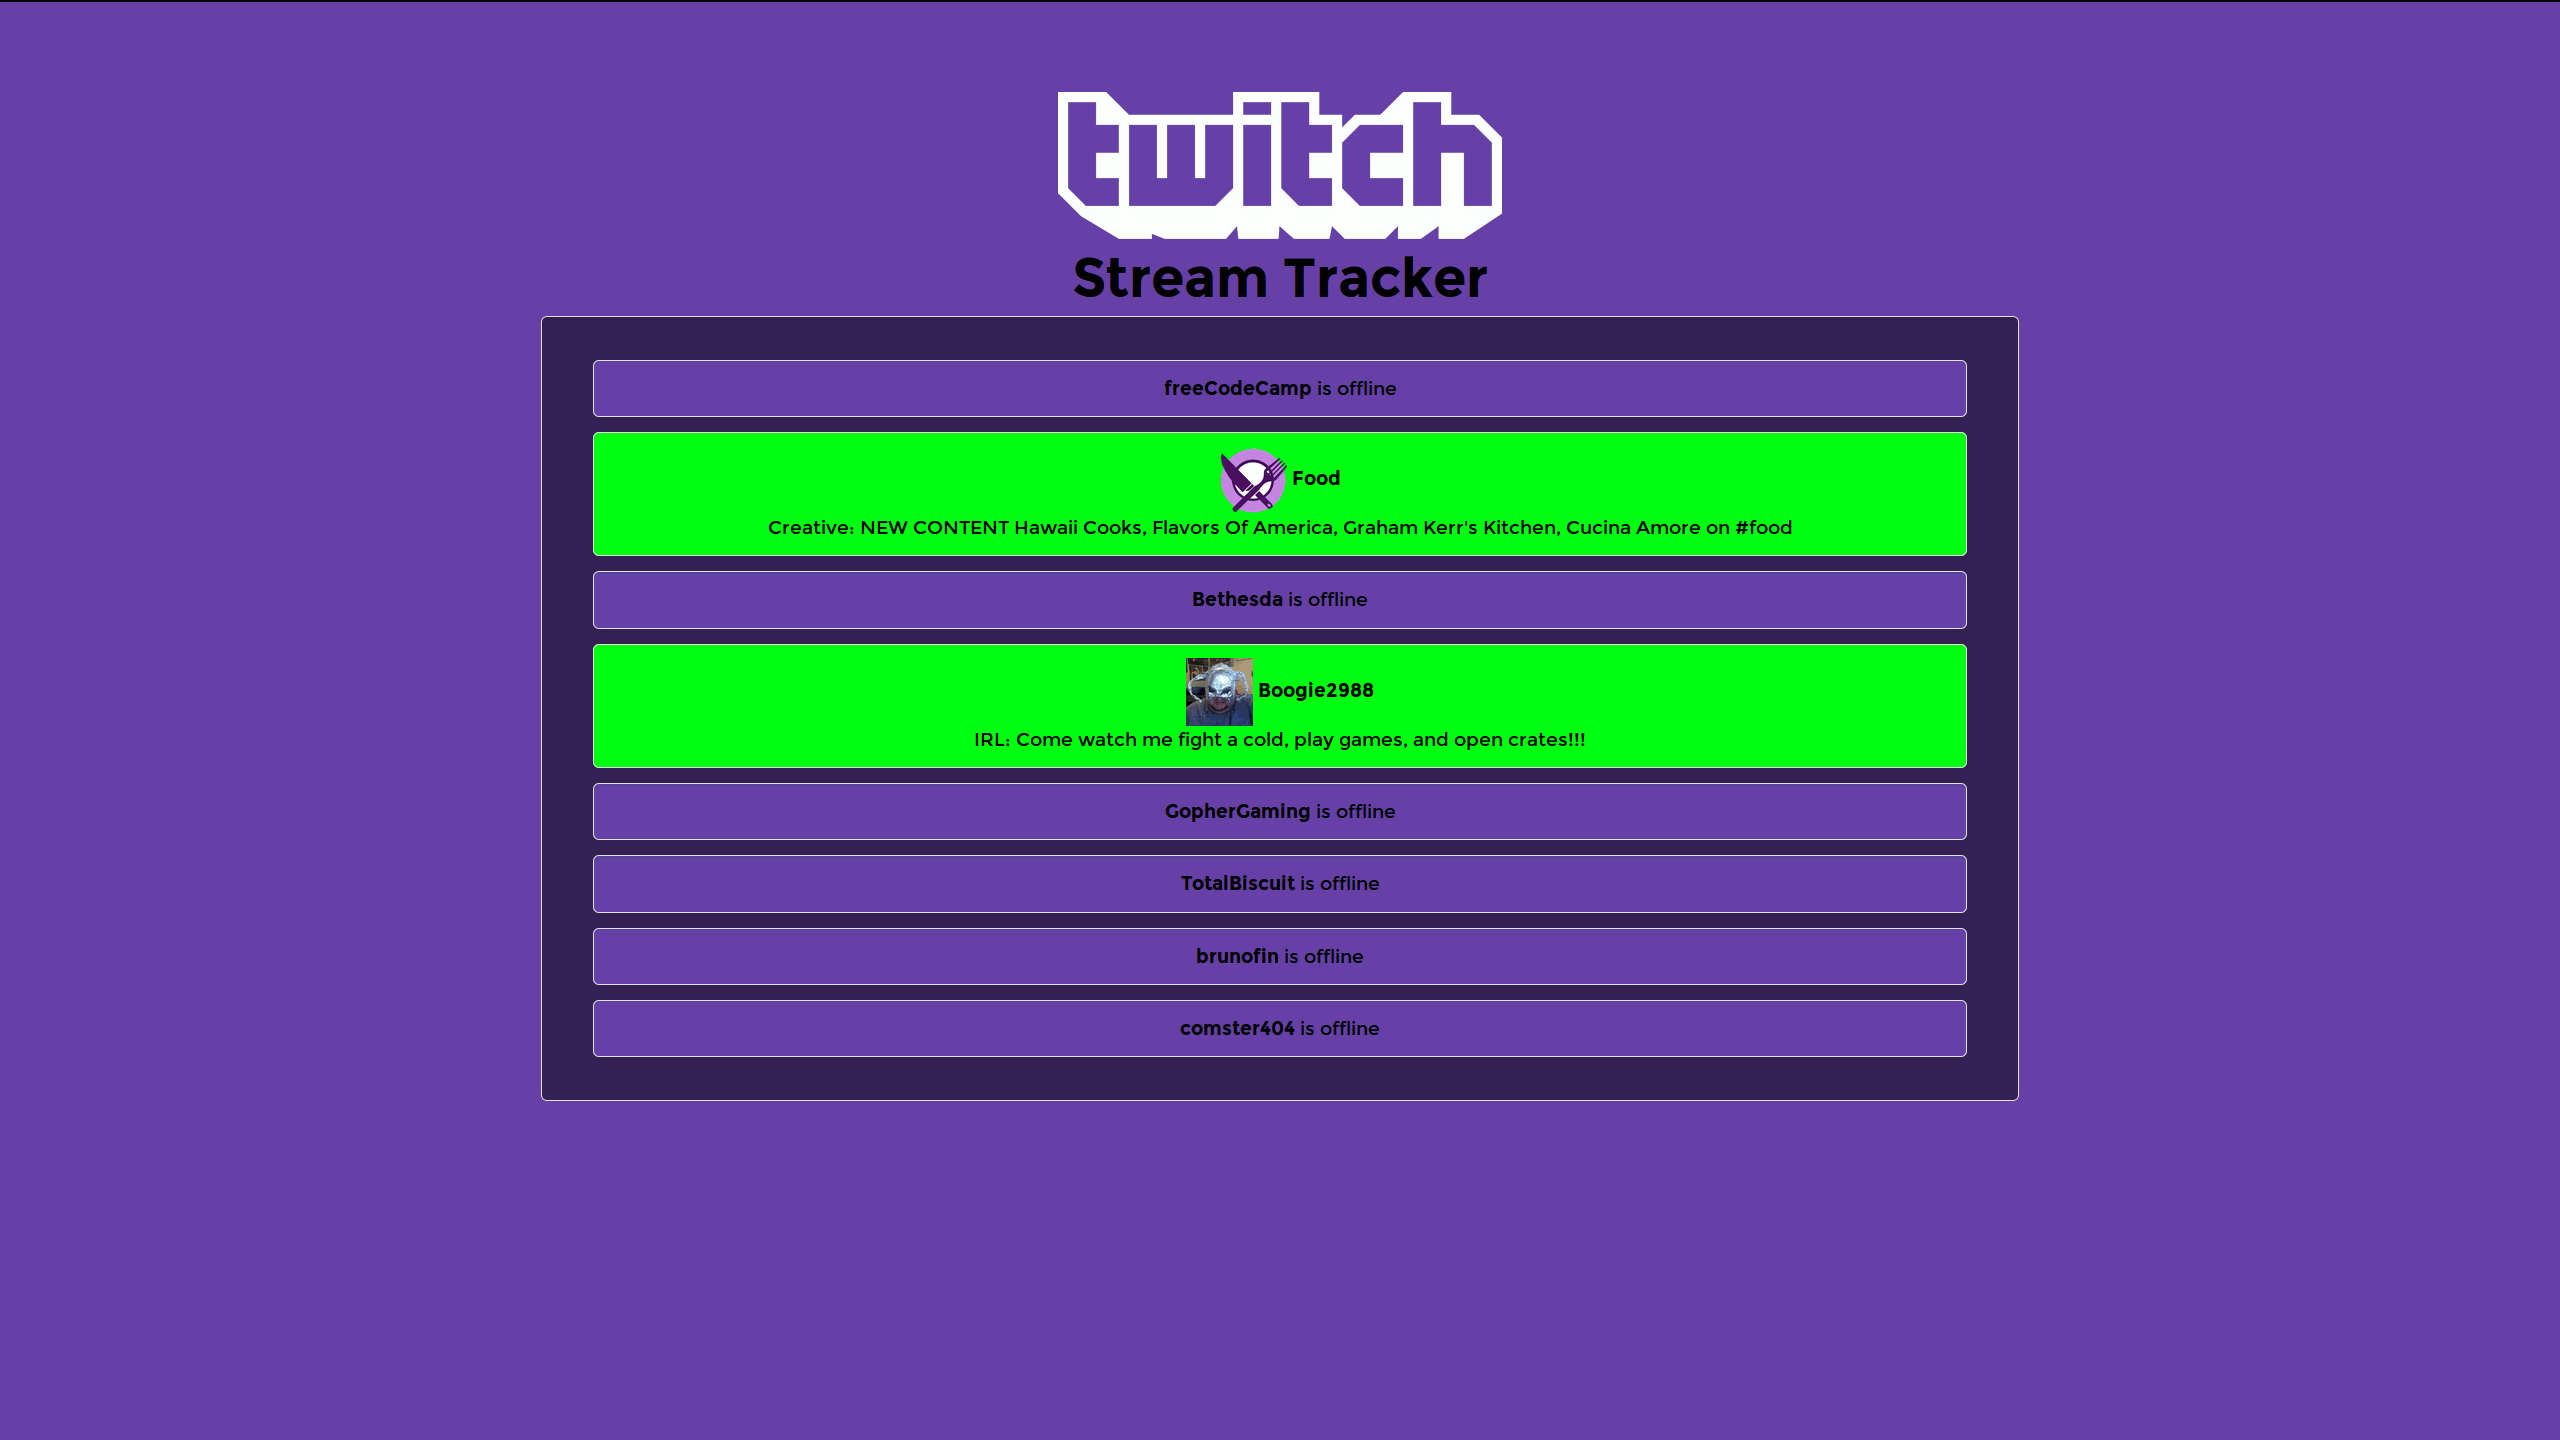 twitch
Stream Tracker
freeCodeCamp is offline
Food
Creative: NEW CONTENT Hawaii Cooks, Flavors Of America, Graham Kerr's Kitchen, Cucina Amore on #food
Bethesda is offline
Boogie2988
IRL: Come watch me fight a cold, play games, and open crates!!!
GopherGaming is offline
TotalBiscuit is offline
brunofin is offline
comster404 is offline